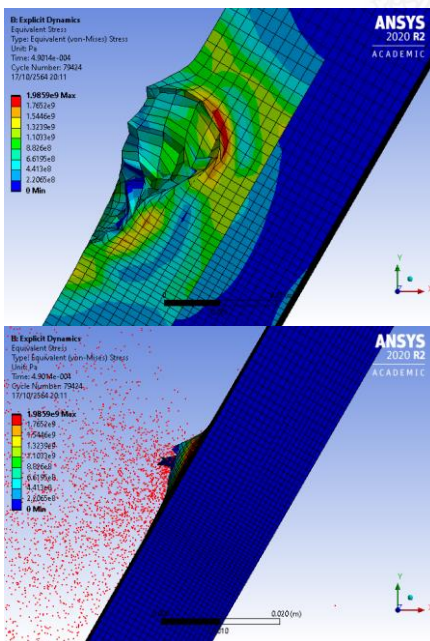 B: Explicit Dynamics
Equivalent Stress
Type: Equivalent (von-Mises) Stress
Unit: Pa
Time: 4.9014e-004
Cycle Number: 79424
17/10/2564 20:11
1.9859e9 Max
1.7652e9
1.5446e9
1.3239e9
1.1033e9
8.826e8
6.6195e8
4.413e8
2.2065e8
0 Min
ANSYS
2020 R2
ACADEMIC
Y
Z
B: Explicit Dynamics
Equivalent Stress
Type: Equivalent (von-Mises) Stress
Unit: Pa
Time: 4.9014e-004
Cycle Number: 79424
17/10/2564 20:11
1.9859e9 Max
1.7652e9
1.5446e9
1.3239e9
1.1033e9
8.826e8
6.6195e8
4.413e8
2.2065e8
0 Min
ANSYS
2020 R2
ACADEMIC
0.020 (m)
0.010
Y
Z